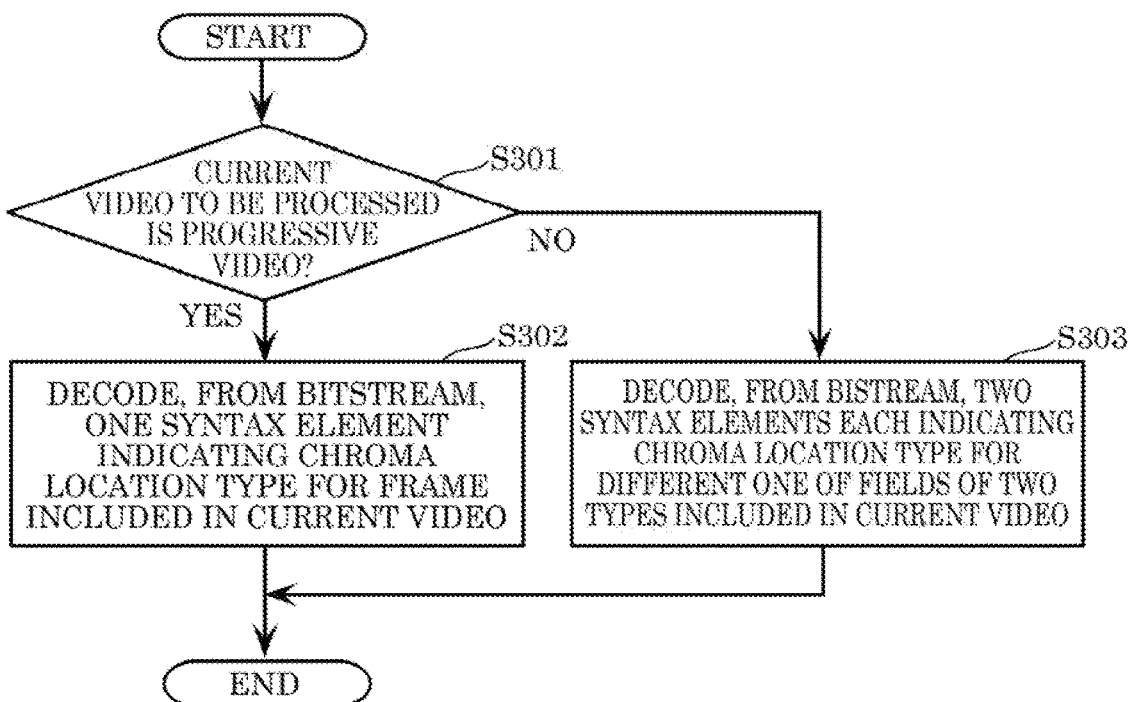 START
S301
CURRENT
VIDEO TO BE PROCESSED
IS PROGRESSIVE
VIDEO?
NO
YES
S302
DECODE, FROM BITSTREAM,
ONE SYNTAX ELEMENT
INDICATING CHROMA
LOCATION TYPE FOR FRAME
INCLUDED IN CURRENT VIDEO
S303
DECODE, FROM BISTREAM, TWO
SYNTAX ELEMENTS EACH INDICATING
CHROMA LOCATION TYPE FOR
DIFFERENT ONE OF FIELDS OF TWO
TYPES INCLUDED IN CURRENT VIDEO
END